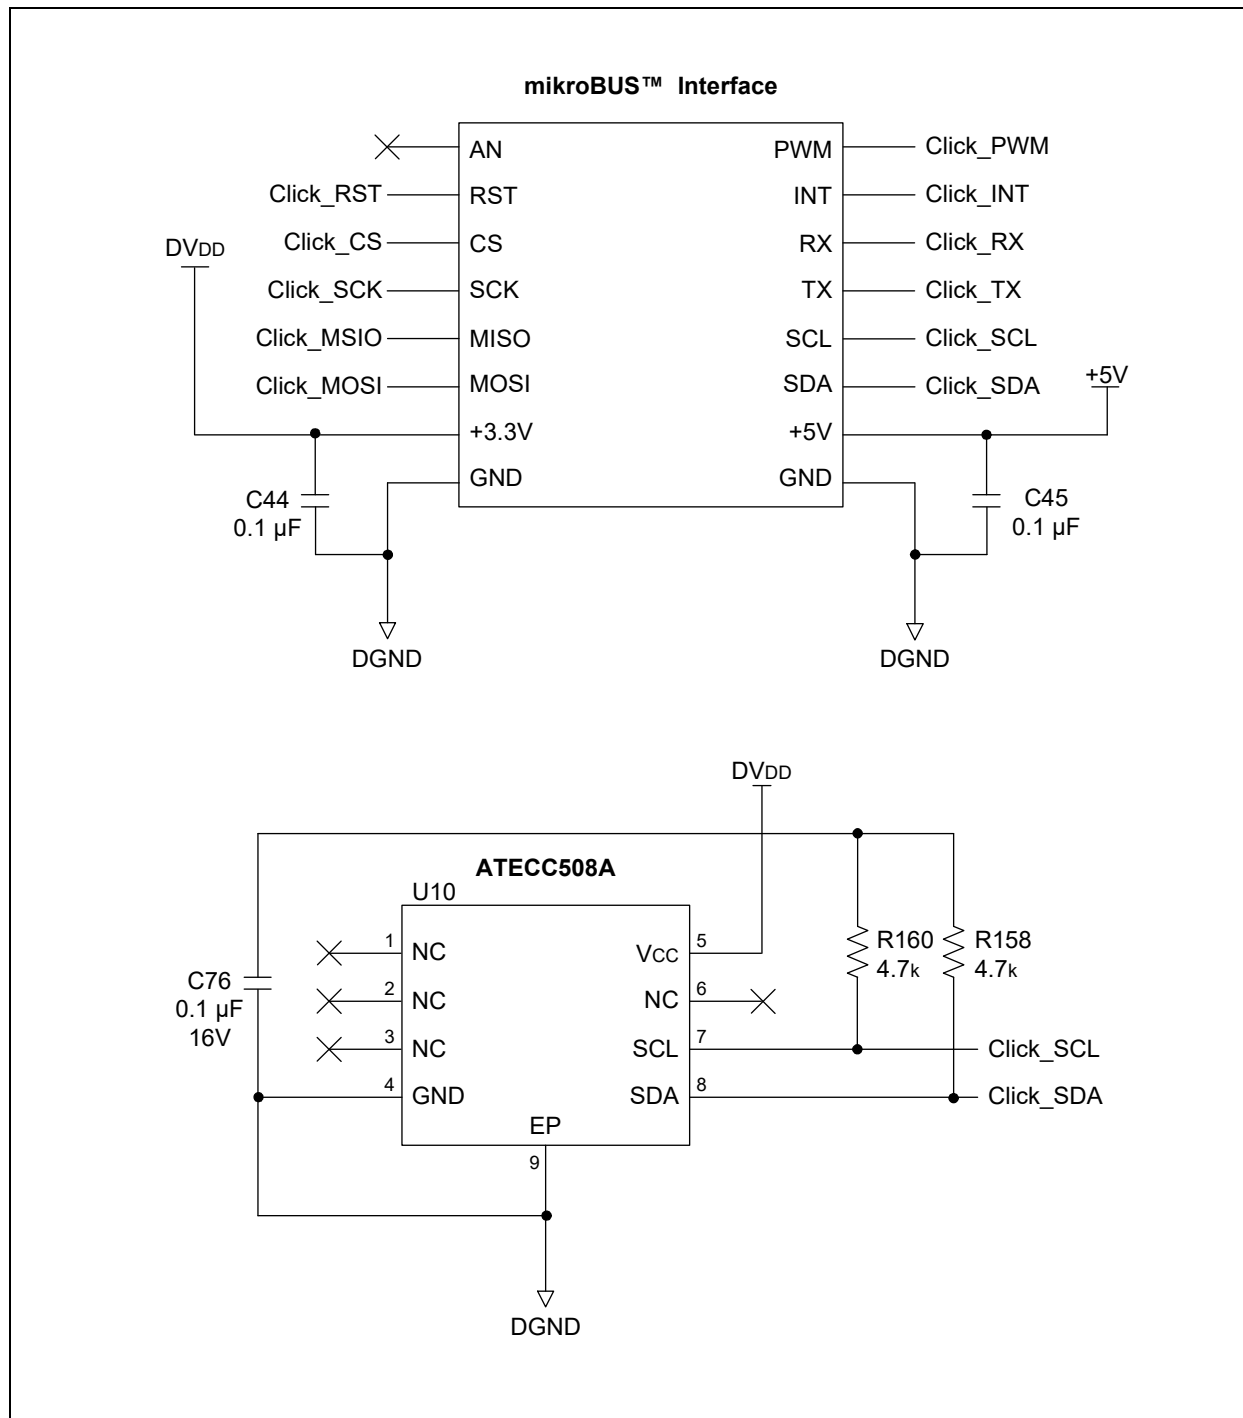 mikroBUS™ Interface
AN
PWM
Click_PWM
Click_RST
RST
INT
Click_INT
DVDD
Click_CS
CS
RX
Click_RX
Click_SCK
SCK
TX
Click_TX
Click_MSIO
MISO
SCL
Click_SCL
Click_MOSI
MOSI
SDA
Click_SDA
+5V
+3.3V
+5V
GND
GND
C44
0.1 µF
C45
0.1 µF
DGND
DGND
DVDD
ATECC508A
U10
1
NC
VCC
5
R160
4.7k
R158
4.7k
C76
0.1 µF
16V
2
NC
NC
6
3
NC
SCL
7
Click_SCL
4
GND
SDA
8
Click_SDA
EP
9
DGND